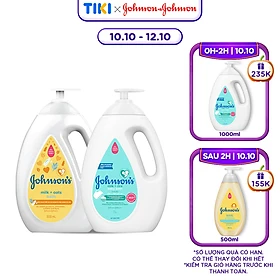 TIKI × Johnson & Johnson
10.10 - 12.10
0H-2H | 10.10
235K
1000ml
SAU 2H | 10.10
155K
500ml
Johnson's
milk + oats
Johnson's
milk + rice
*SỐ LƯỢNG QUÀ CÓ HẠN,
CÓ THỂ THAY ĐỔI KHI HẾT
*KIỂM TRA GIỎ HÀNG TRƯỚC KHI
THANH TOÁN.